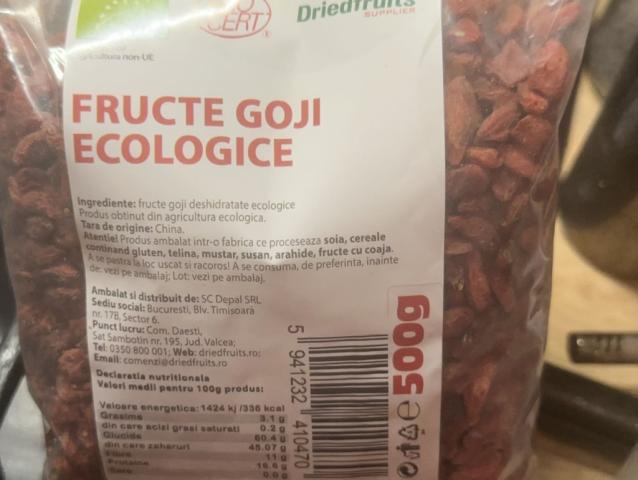 CERT
Driedfruits
SUPPLIER
non-UE
FRUCTE GOJI
ECOLOGICE
Ingrediente: fructe goji deshidratate ecologice
Produs obtinut din agricultura ecologica.
Tara de origine: China.
Atentie! Produs ambalat intr-o fabrica ce proceseaza soia, cereale
continand gluten, telina, mustar, susan, arahide, fructe cu coaja.
A se pastra la loc uscat si racoros! A se consuma, de preferinta, inainte
de: vezi pe ambalaj; Lot: vezi pe ambalaj.
Ambalat si distribuit de: SC Depal SRL
Sediu social: Bucuresti, Blv. Timisoara
nr. 17B, Sector 6.
Punct lucru: Com. Daesti,
Sat Sambotin nr. 195, Jud. Valcea;
Tel: 0350 800 001; Web: driedfruits.ro;
Email: comenzi@driedfruits.ro
Declaratia nutritionala
Valori medii pentru 100g produs:
Valoare energetica: 1424 kj /336 kcal
Grasime 3.1 g
din care acizi grasi saturati 0.2 g
Glucide 60.4 g
din care zaharuri 45.07 g
Fibre 11 g
Proteine 16.6 g
Sare 0.0 g
5 941232 410470
e 500g